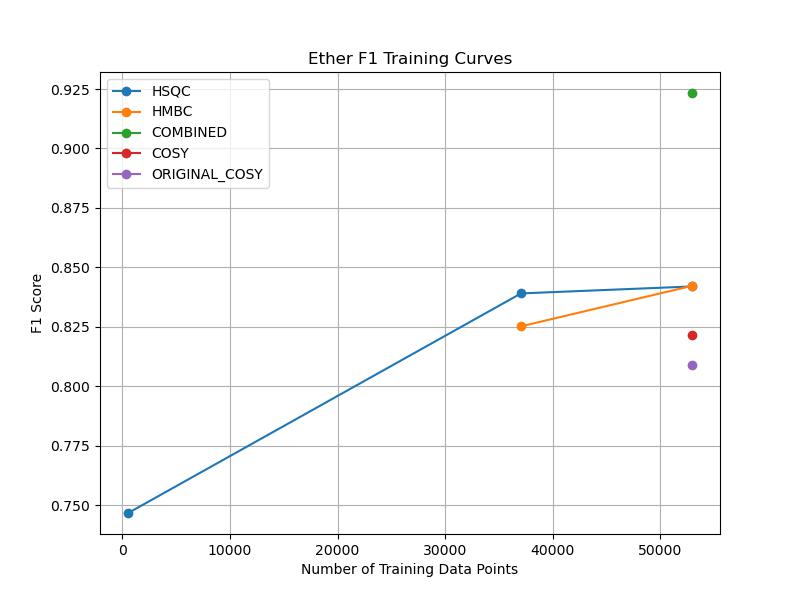 Ether F1 Training Curves
HSQC
HMBC
COMBINED
COSY
ORIGINAL_COSY
0.925
0.900
0.875
0.850
0.825
0.800
0.775
0.750
F1 Score
0 10000 20000 30000 40000 50000
Number of Training Data Points